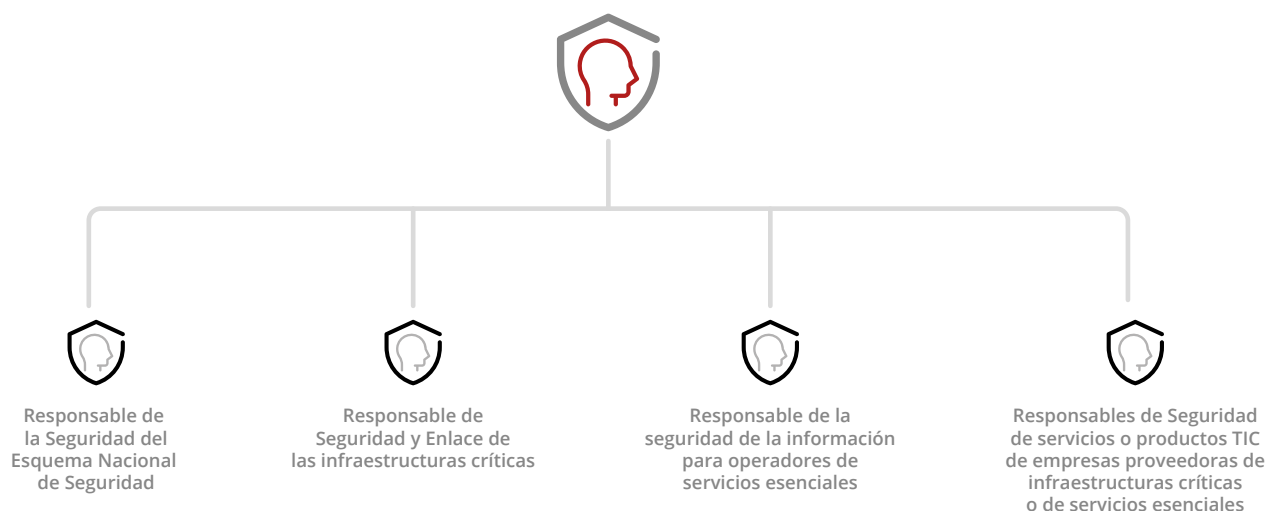 Responsable de
la Seguridad del
Esquema Nacional
de Seguridad
Responsable de
Seguridad y Enlace de
las infraestructuras críticas
Responsable de la
seguridad de la información
para operadores de
servicios esenciales
Responsables de Seguridad
de servicios o productos TIC
de empresas proveedoras de
infraestructuras críticas
o de servicios esenciales